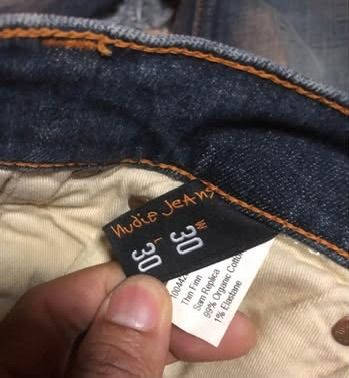 Nudie Jeans
L W
30 30
Thin Finn
Sam Replica
99% Organic Cotton
1% Elastane